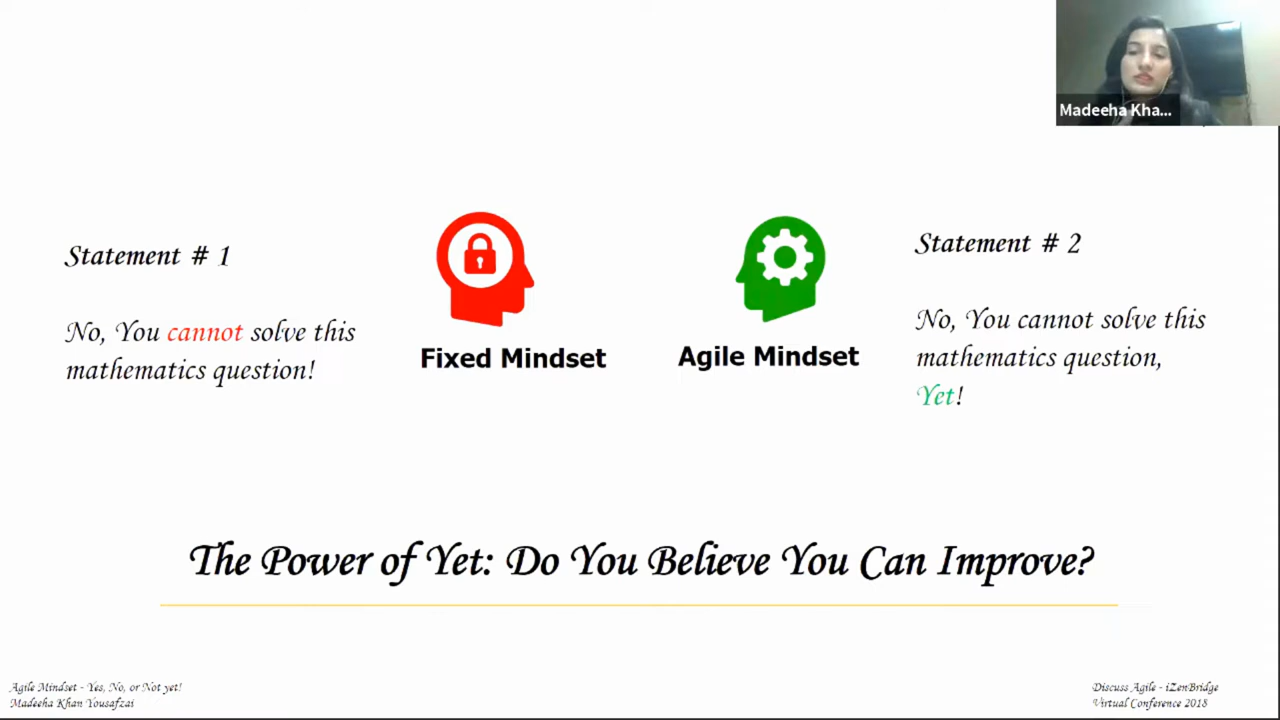 Madeeha Kha...
Statement # 1
No, You cannot solve this
mathematics question!
Fixed Mindset
Agile Mindset
Statement # 2
No, You cannot solve this
mathematics question,
Yet!
The Power of Yet: Do You Believe You Can Improve?
Agile Mindset - Yes, No, or Not yet!
Madeeha Khan Yousafzai
Discuss Agile - iZenBridge
Virtual Conference 2018